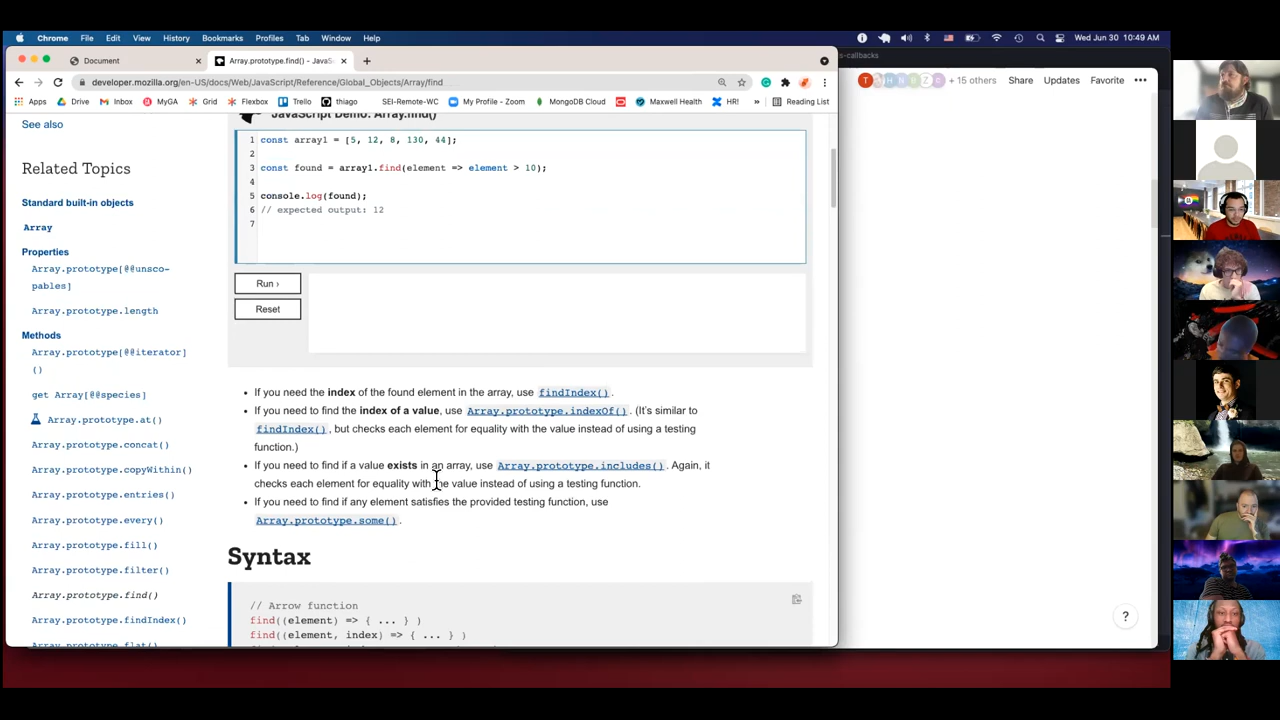 Chrome File Edit View History Bookmarks Profiles Tab Window Help
Wed Jun 30 10:49 AM
Document
Array.prototype.find() - JavaS
s-callbacks
developer.mozilla.org/en-US/docs/Web/JavaScript/Reference/Global_Objects/Array/find
+ 15 others Share Updates Favorite
Apps Drive Inbox MyGA Grid Flexbox Trello thiago SEI-Remote-WC My Profile - Zoom MongoDB Cloud Maxwell Health HR! » Reading List
See also
Related Topics
Standard built-in objects
Array
Properties
Array.prototype[@@unsco-
pables]
Array.prototype.length
Methods
Array.prototype[@@iterator]
()
get Array[@@species]
Array.prototype.at()
Array.prototype.concat()
Array.prototype.copyWithin()
Array.prototype.entries()
Array.prototype.every()
Array.prototype.fill()
Array.prototype.filter()
Array.prototype.find()
Array.prototype.findIndex()
Array.prototype.flat()
JavaScript Demo: Array.find()
1 const array1 = [5, 12, 8, 130, 44];
2
3 const found = array1.find(element => element > 10);
4
5 console.log(found);
6 // expected output: 12
7
Run ›
Reset
If you need the index of the found element in the array, use findIndex().
If you need to find the index of a value, use Array.prototype.indexOf(). (It's similar to
findIndex(), but checks each element for equality with the value instead of using a testing
function.)
If you need to find if a value exists in an array, use Array.prototype.includes(). Again, it
checks each element for equality with the value instead of using a testing function.
If you need to find if any element satisfies the provided testing function, use
Array.prototype.some().
Syntax
// Arrow function
find((element) => { ... } )
find((element, index) => { ... } )
?